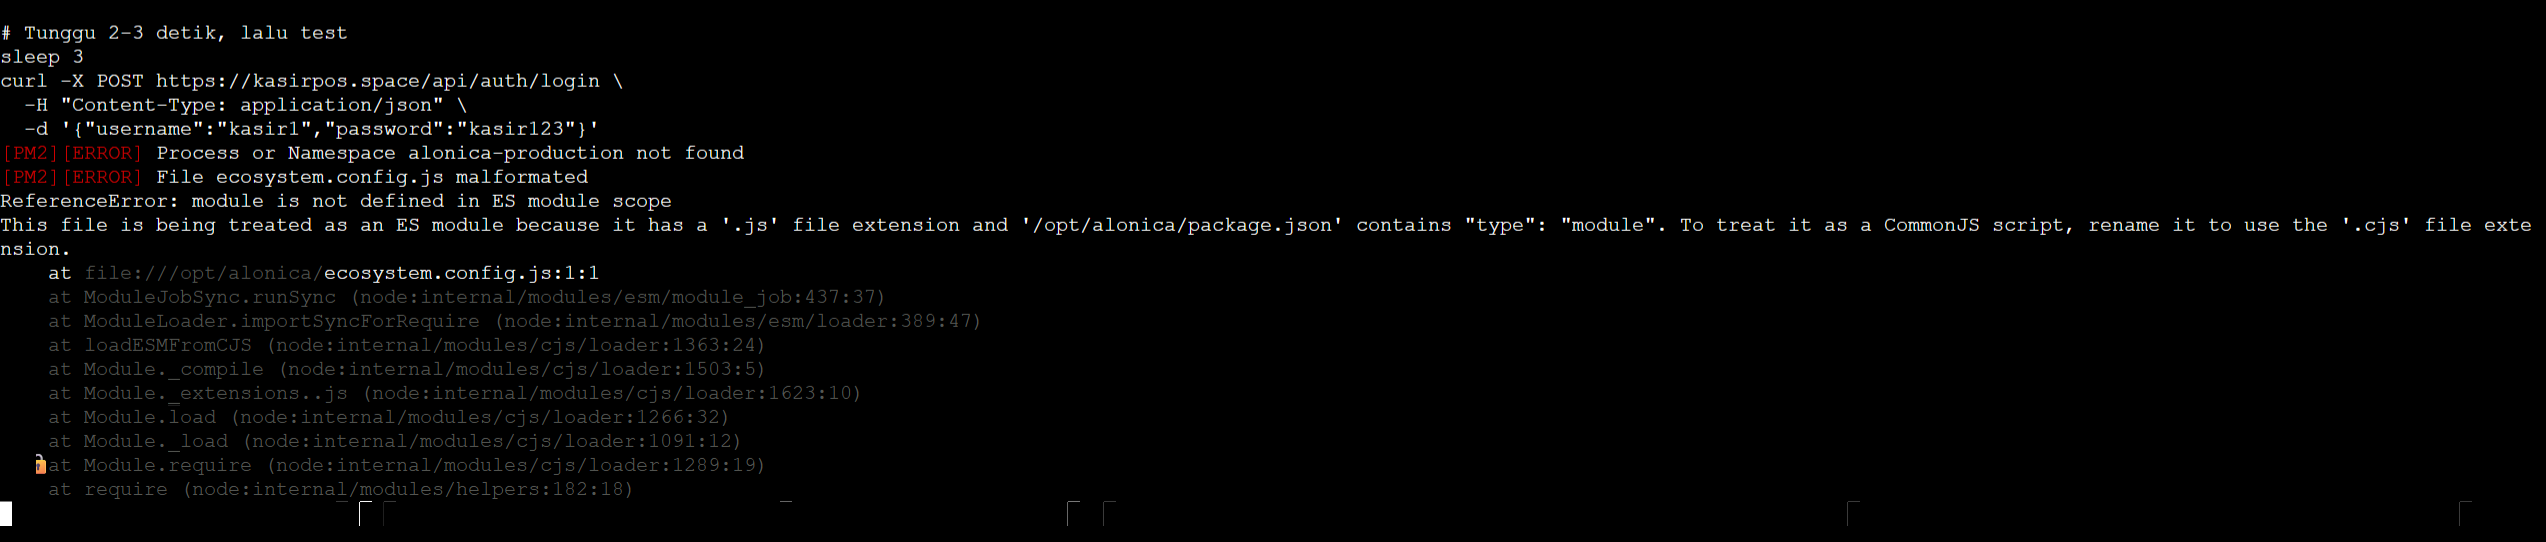 # Tunggu 2-3 detik, lalu test
sleep 3
curl -X POST https://kasirpos.space/api/auth/login \
  -H "Content-Type: application/json" \
  -d '{"username":"kasir1","password":"kasir123"}'
[PM2][ERROR] Process or Namespace alonica-production not found
[PM2][ERROR] File ecosystem.config.js malformated
ReferenceError: module is not defined in ES module scope
This file is being treated as an ES module because it has a '.js' file extension and '/opt/alonica/package.json' contains "type": "module". To treat it as a CommonJS script, rename it to use the '.cjs' file exte
nsion.
    at file:///opt/alonica/ecosystem.config.js:1:1
    at ModuleJobSync.runSync (node:internal/modules/esm/module_job:437:37)
    at ModuleLoader.importSyncForRequire (node:internal/modules/esm/loader:389:47)
    at loadESMFromCJS (node:internal/modules/cjs/loader:1363:24)
    at Module._compile (node:internal/modules/cjs/loader:1503:5)
    at Module._extensions..js (node:internal/modules/cjs/loader:1623:10)
    at Module.load (node:internal/modules/cjs/loader:1266:32)
    at Module._load (node:internal/modules/cjs/loader:1091:12)
    at Module.require (node:internal/modules/cjs/loader:1289:19)
    at require (node:internal/modules/helpers:182:18)